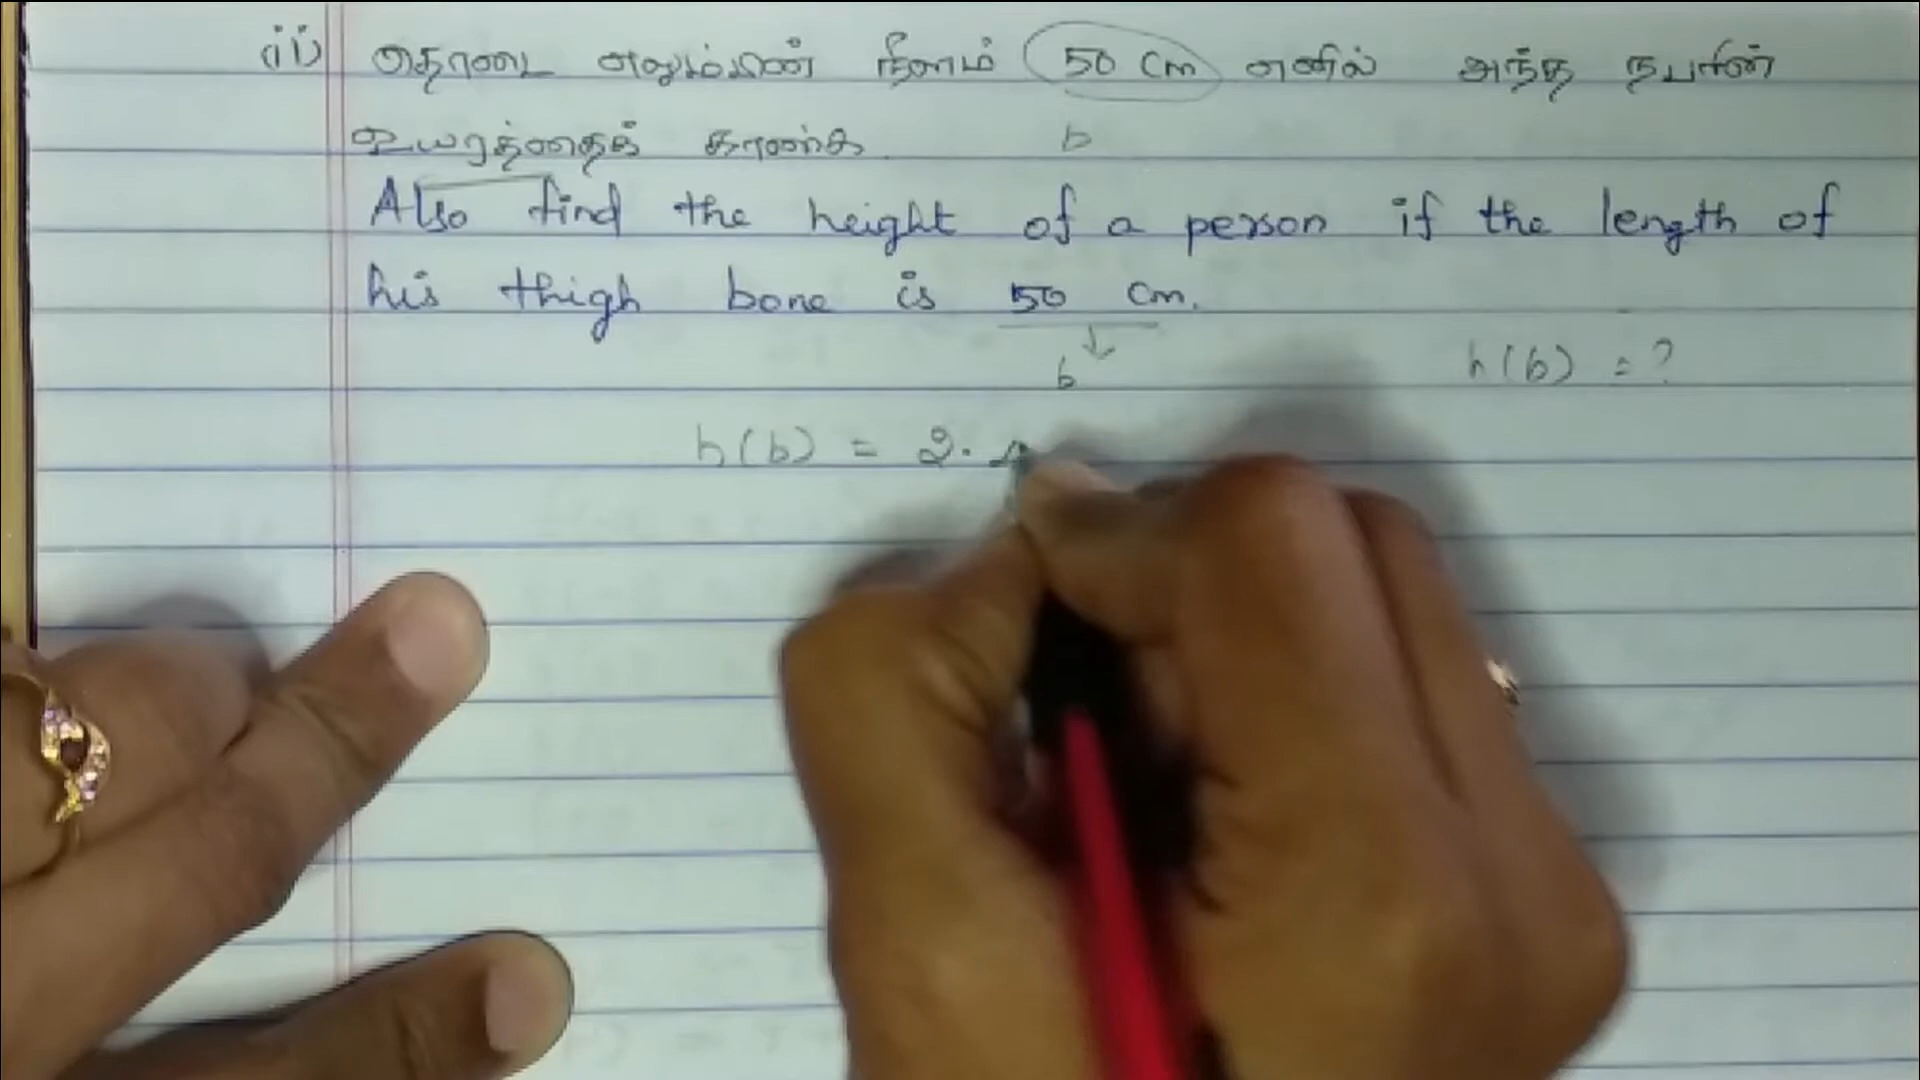 (ii) தொடை எலும்பின் நீளம் 50 cm எனில் அந்த நபரின்
உயரத்தைக் காண்க. b
Also find the height of a person if the length of
his thigh bone is 50 cm.
b h(b) = ?
h(b) = 2.